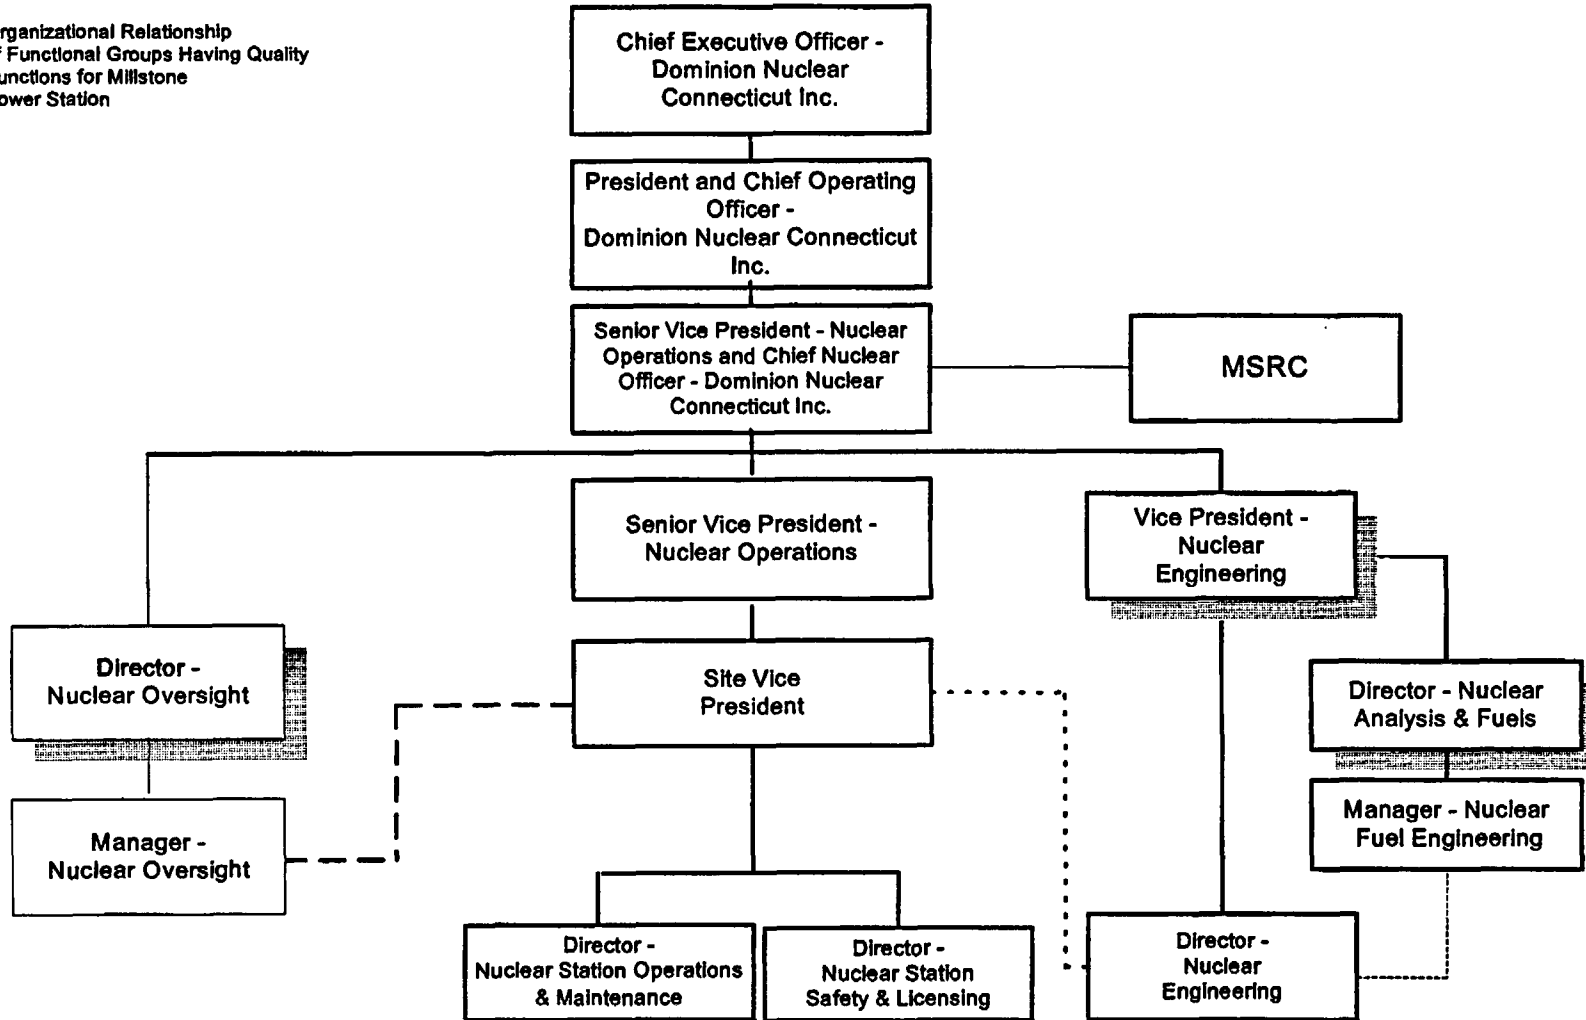 rganizational Relationship
f Functional Groups Having Quality
unctions for Millstone
ower Station
Chief Executive Officer -
Dominion Nuclear
Connecticut Inc.
President and Chief Operating
Officer -
Dominion Nuclear Connecticut
Inc.
Senior Vice President - Nuclear
Operations and Chief Nuclear
Officer - Dominion Nuclear
Connecticut Inc.
MSRC
Senior Vice President -
Nuclear Operations
Vice President -
Nuclear
Engineering
Director -
Nuclear Oversight
Site Vice
President
Director - Nuclear
Analysis & Fuels
Manager -
Nuclear Oversight
Manager - Nuclear
Fuel Engineering
Director -
Nuclear Station Operations
& Maintenance
Director -
Nuclear Station
Safety & Licensing
Director -
Nuclear
Engineering